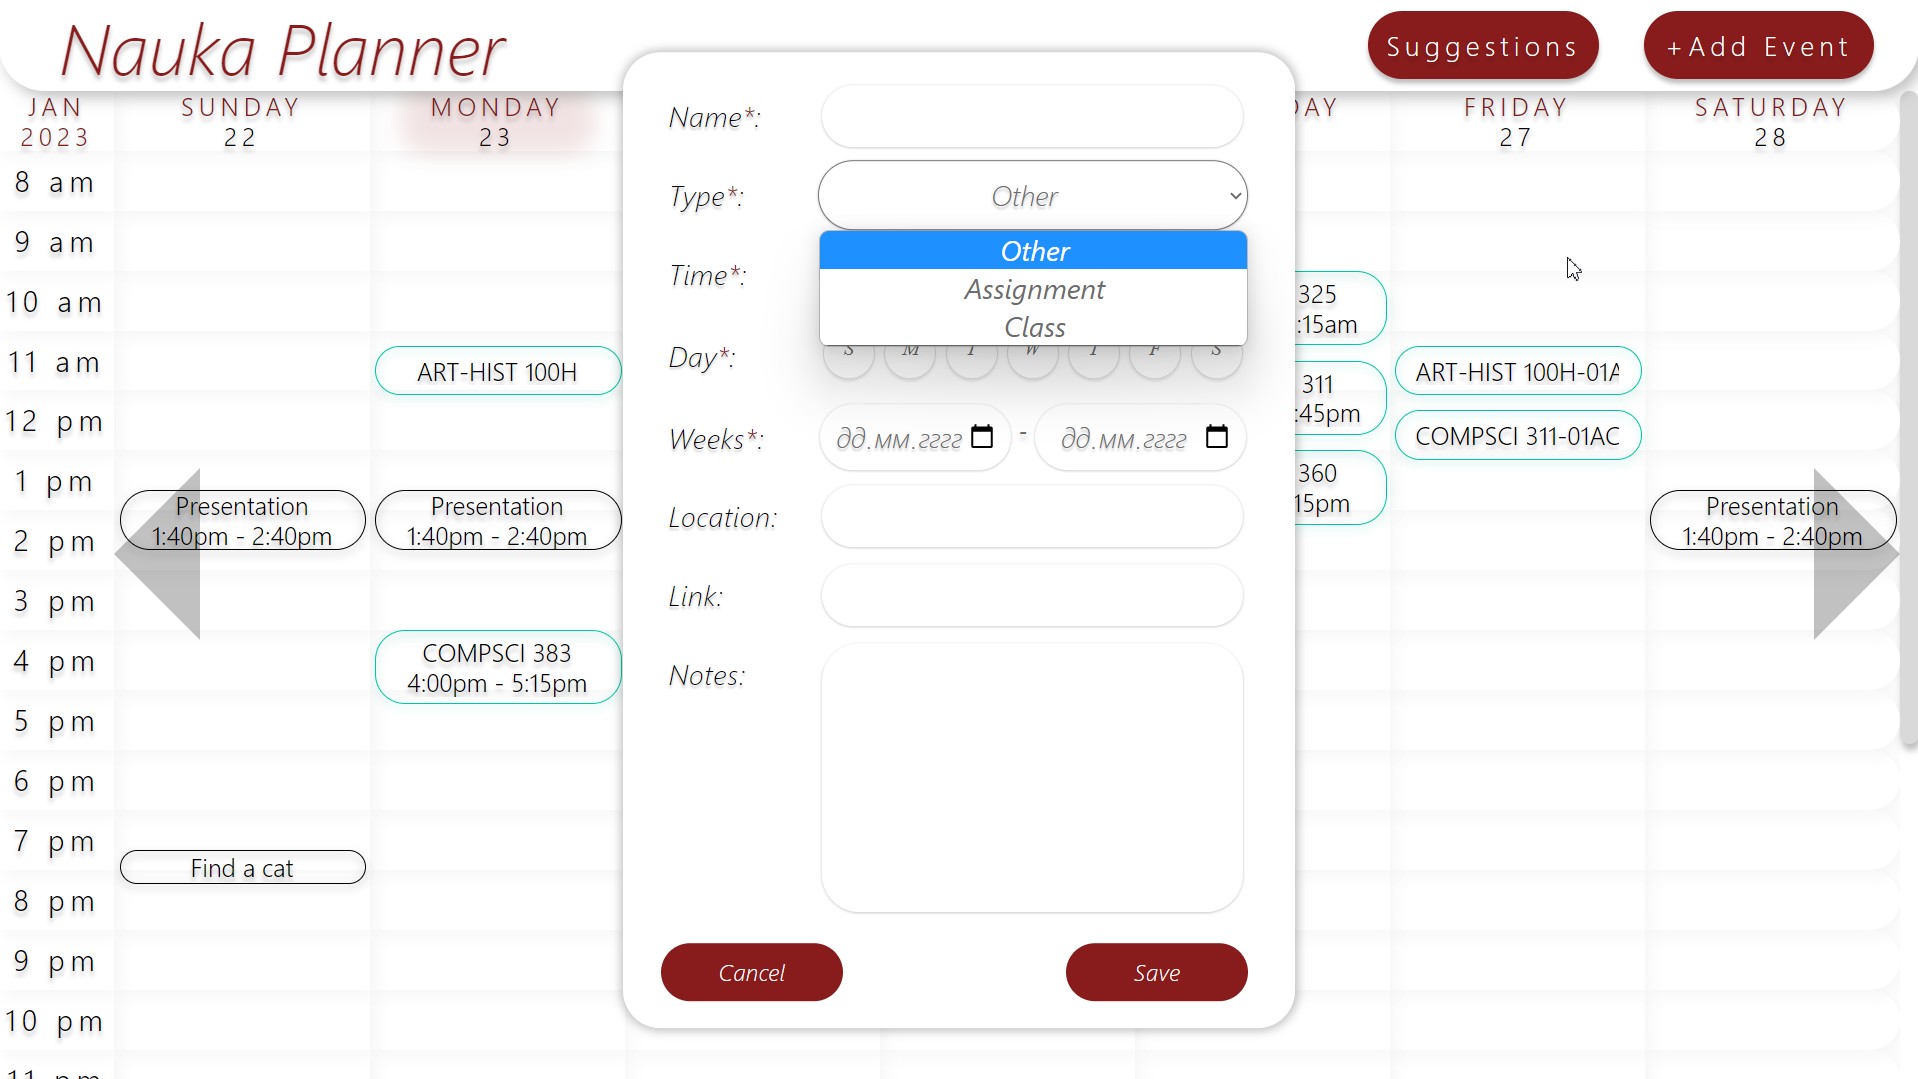 Nauka Planner
Suggestions
+Add Event
JAN
2023
SUNDAY
22
MONDAY
23
DAY
FRIDAY
27
SATURDAY
28
8 am
9 am
10 am
11 am
12 pm
1 pm
2 pm
3 pm
4 pm
5 pm
6 pm
7 pm
8 pm
9 pm
10 pm
11 pm
Presentation
1:40pm - 2:40pm
Find a cat
ART-HIST 100H
Presentation
1:40pm - 2:40pm
COMPSCI 383
4:00pm - 5:15pm
Name*:
Type*:
Other
Other
Assignment
Class
Time*:
Day*:
S M T W T F S
Weeks*:
дд.мм.гггг - дд.мм.гггг
Location:
Link:
Notes:
Cancel
Save
325
:15am
311
:45pm
360
15pm
ART-HIST 100H-01A
COMPSCI 311-01AC
Presentation
1:40pm - 2:40pm